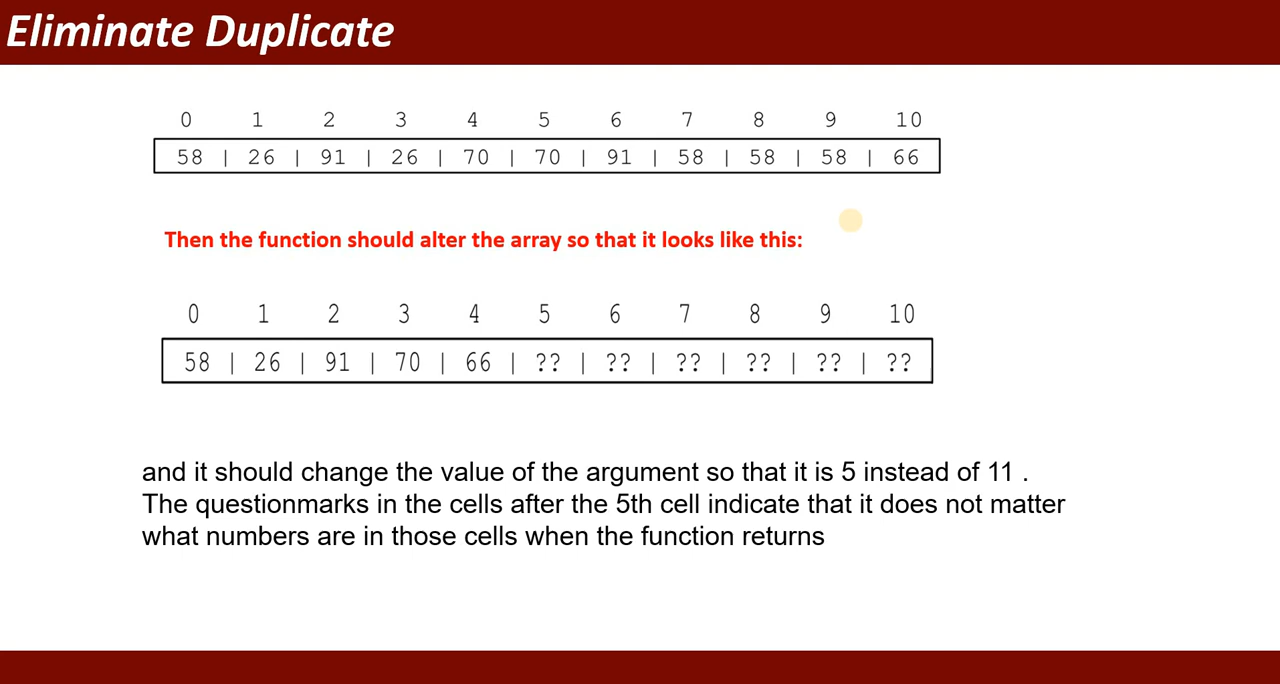 Eliminate Duplicate
0 1 2 3 4 5 6 7 8 9 10
58 | 26 | 91 | 26 | 70 | 70 | 91 | 58 | 58 | 58 | 66
Then the function should alter the array so that it looks like this:
0 1 2 3 4 5 6 7 8 9 10
58 | 26 | 91 | 70 | 66 | ?? | ?? | ?? | ?? | ?? | ??
and it should change the value of the argument so that it is 5 instead of 11 .
The questionmarks in the cells after the 5th cell indicate that it does not matter
what numbers are in those cells when the function returns